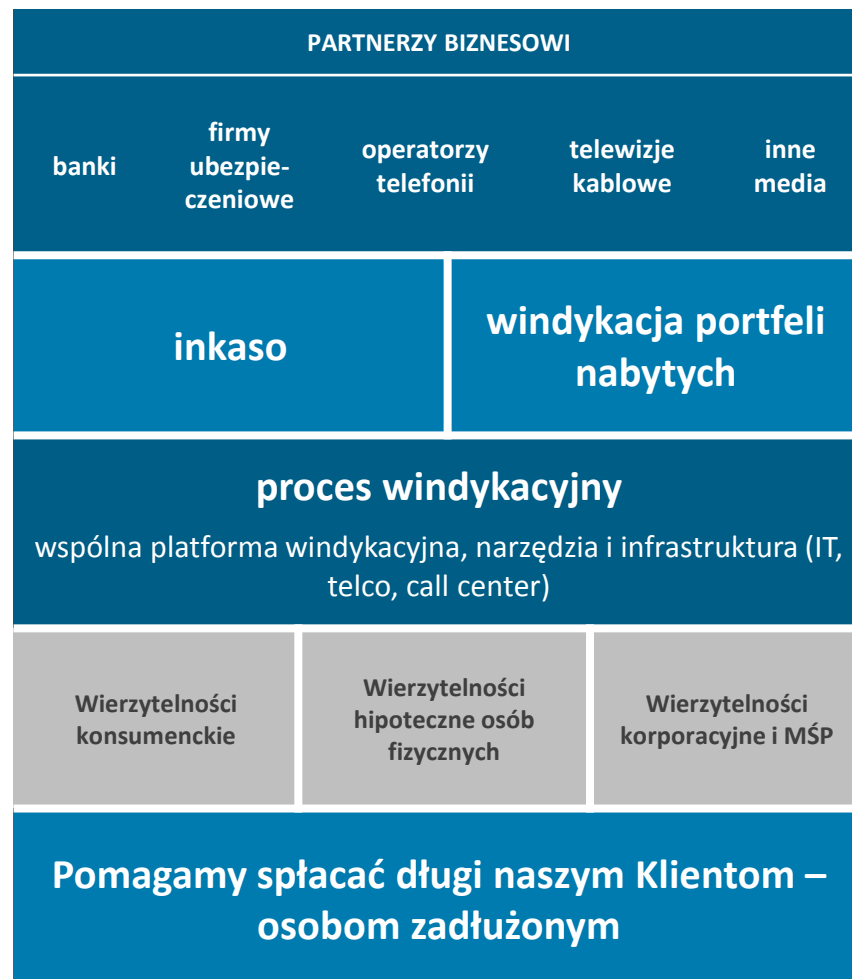 PARTNERZY BIZNESOWI
banki
firmy
ubezpie-
czeniowe
operatorzy
telefonii
telewizje
kablowe
inne
media
inkaso
windykacja portfeli
nabytych
proces windykacyjny
wspólna platforma windykacyjna, narzędzia i infrastruktura (IT,
telco, call center)
Wierzytelności
konsumenckie
Wierzytelności
hipoteczne osób
fizycznych
Wierzytelności
korporacyjne i MŚP
Pomagamy spłacać długi naszym Klientom –
osobom zadłużonym